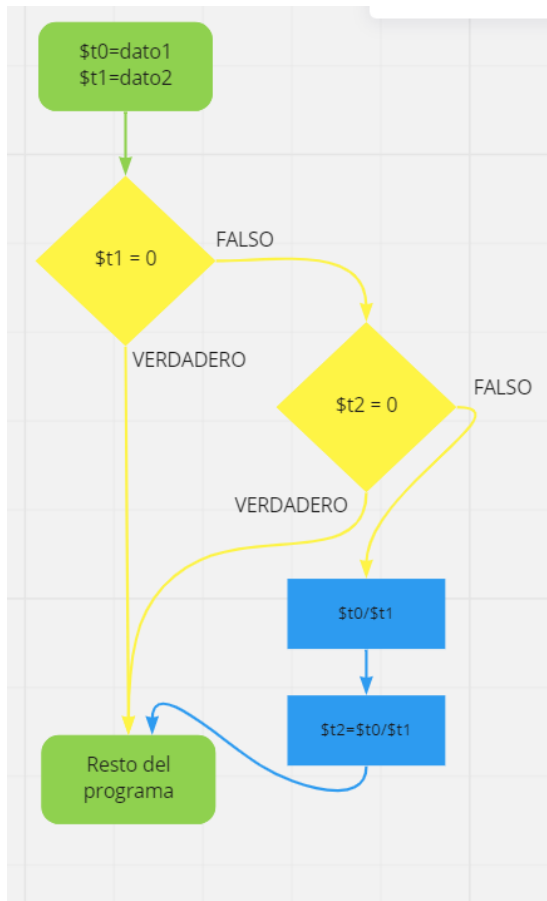 $t0=dato1
$t1=dato2
$t1 = 0
FALSO
VERDADERO
$t2 = 0
FALSO
VERDADERO
$t0/$t1
$t2=$t0/$t1
Resto del
programa